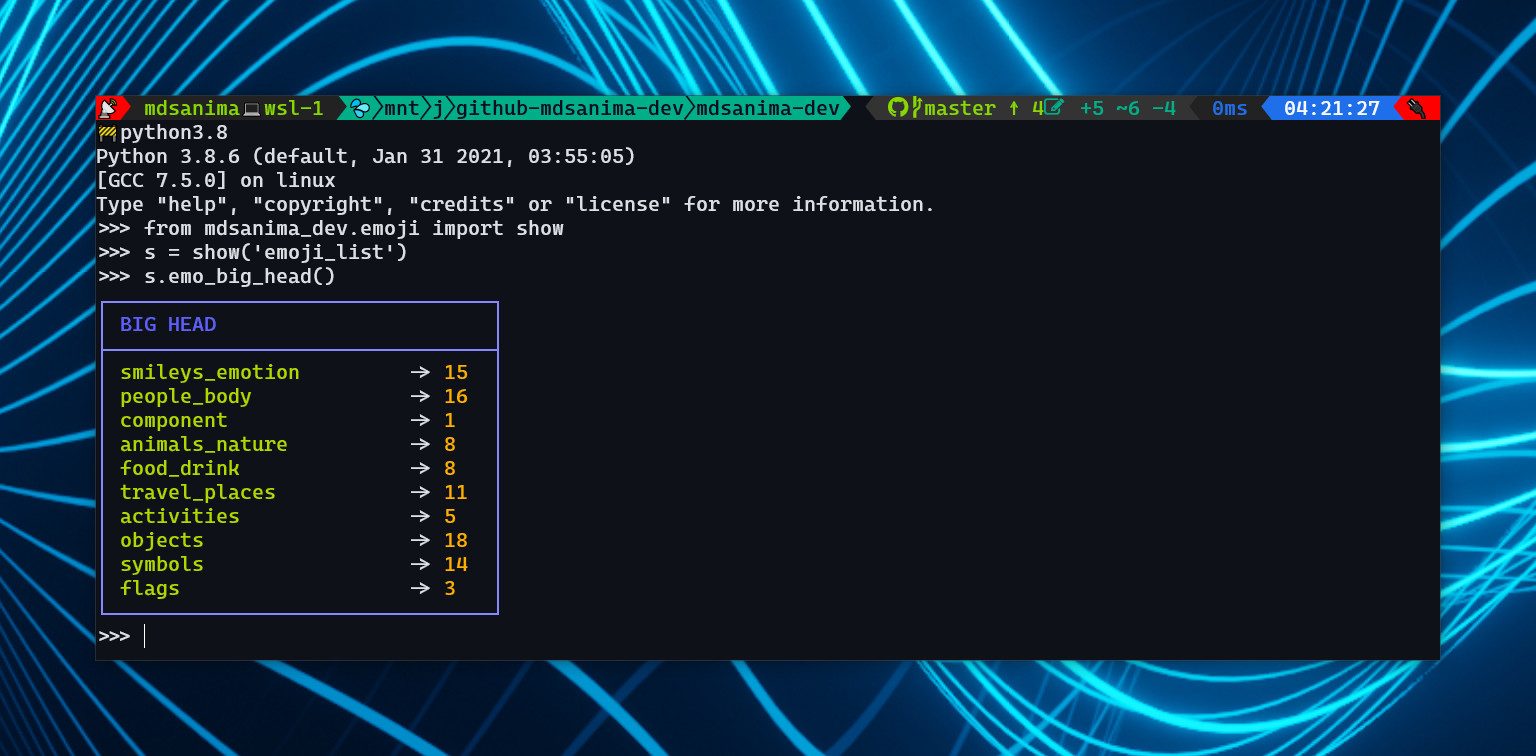 mdsanima wsl-1 mnt j github-mdsanima-dev mdsanima-dev master ↑ 4 +5 ~6 -4 0ms 04:21:27
python3.8
Python 3.8.6 (default, Jan 31 2021, 03:55:05)
[GCC 7.5.0] on linux
Type "help", "copyright", "credits" or "license" for more information.
>>> from mdsanima_dev.emoji import show
>>> s = show('emoji_list')
>>> s.emo_big_head()
BIG HEAD
smileys_emotion → 15
people_body → 16
component → 1
animals_nature → 8
food_drink → 8
travel_places → 11
activities → 5
objects → 18
symbols → 14
flags → 3
>>>